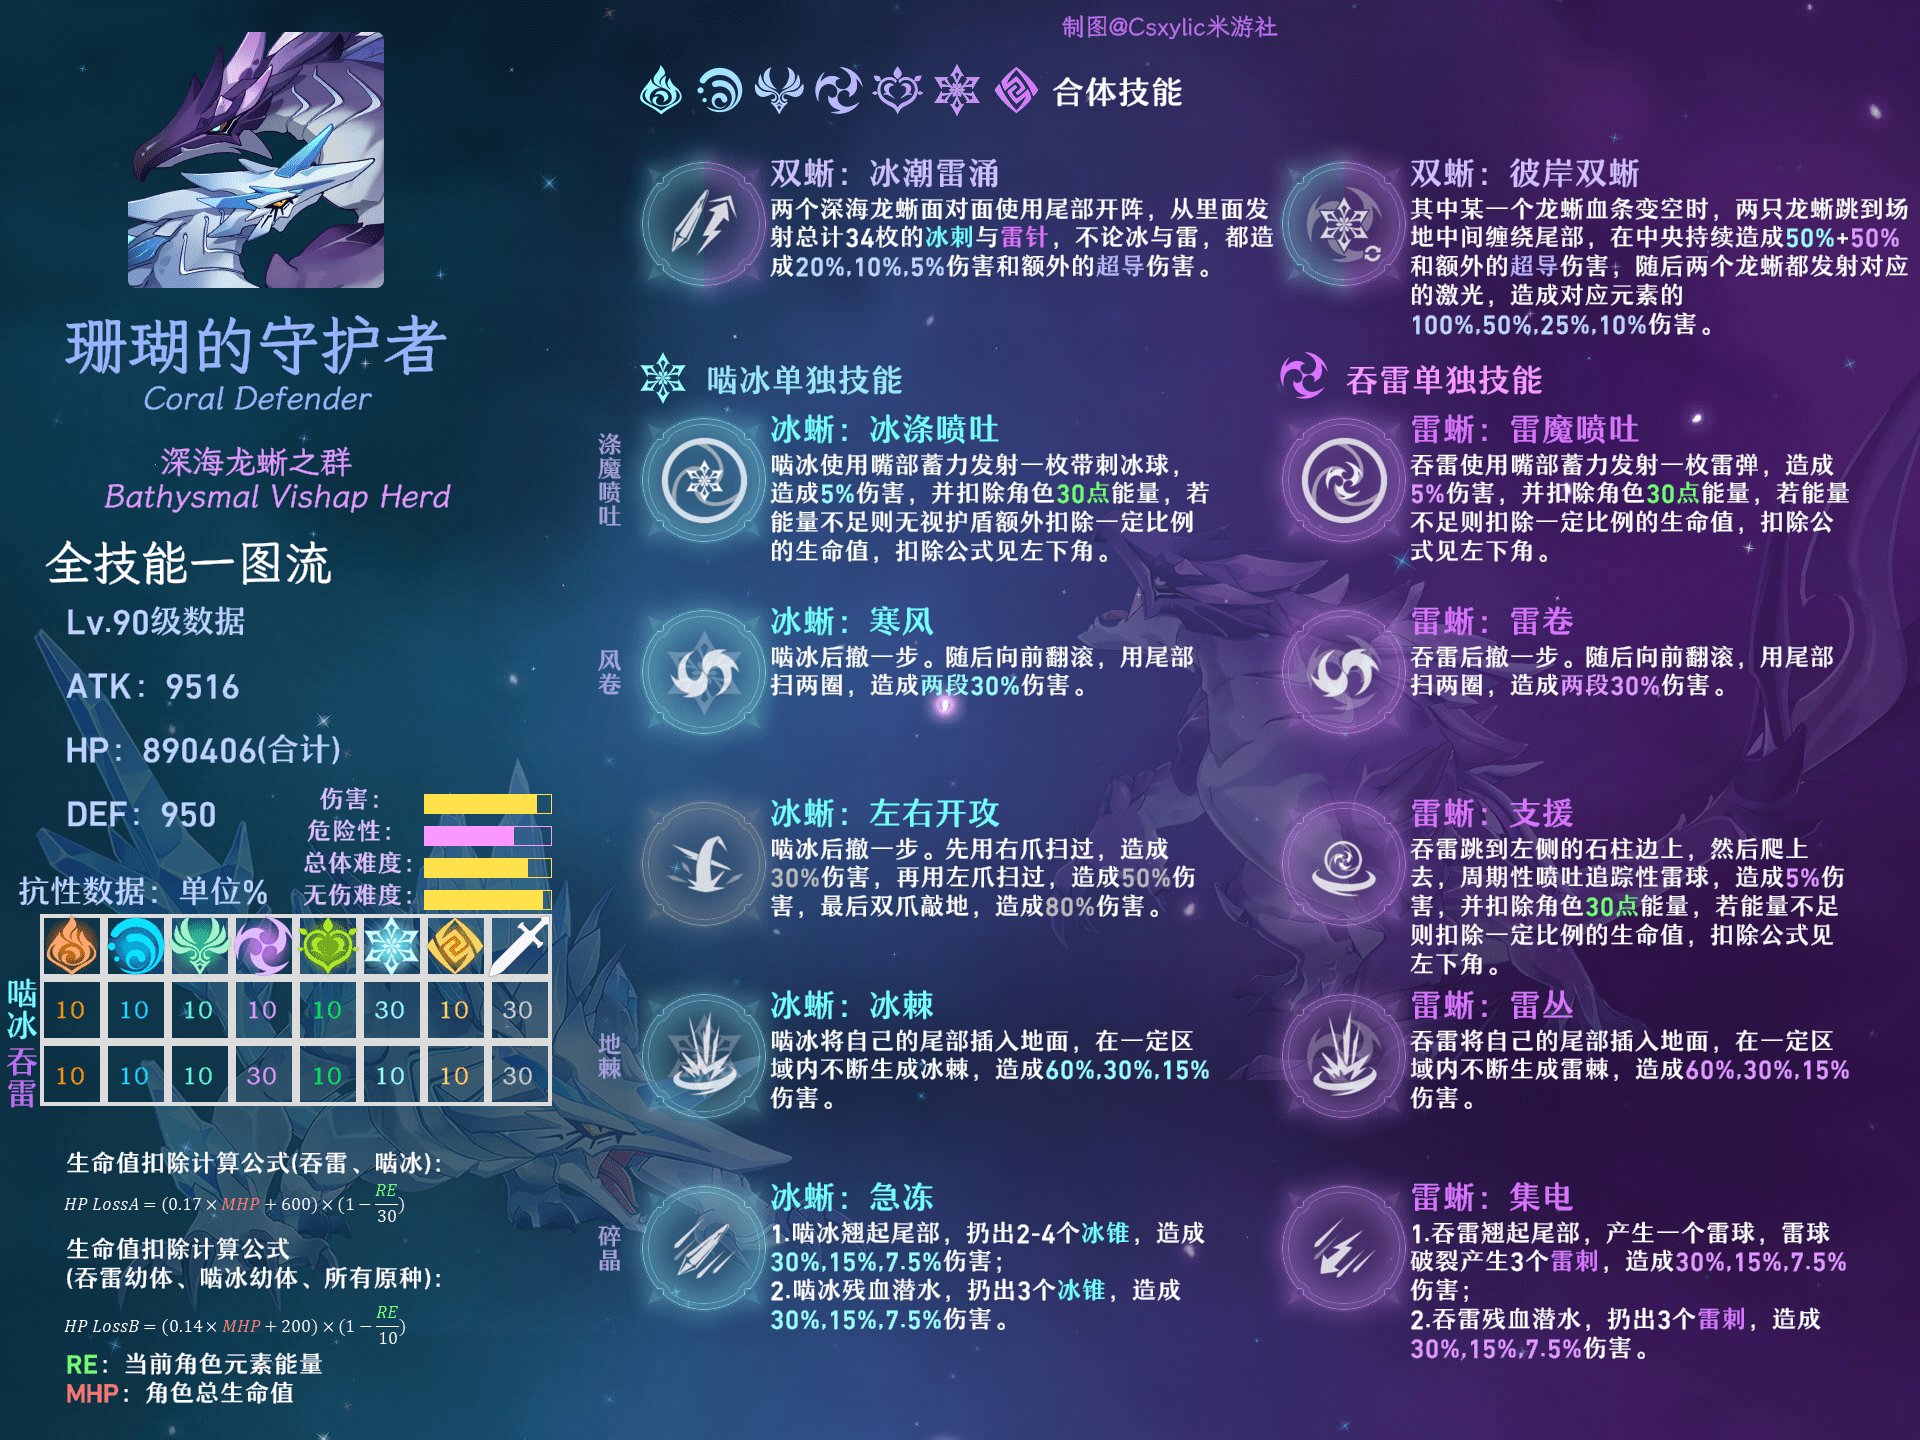 制图@Csxylic米游社
珊瑚的守护者
Coral Defender
深海龙蜥之群
Bathysmal Vishap Herd
全技能一图流
Lv.90级数据
ATK：9516
HP：890406(合计)
DEF：950
伤害：
危险性：
总体难度：
无伤难度：
抗性数据：单位%
啮冰
10 10 10 10 10 30 10 30
吞雷
10 10 10 30 10 10 10 30
生命值扣除计算公式(吞雷、啮冰)：
HP LossA = (0.17 × MHP + 600) × (1 − RE/30)
生命值扣除计算公式
(吞雷幼体、啮冰幼体、所有原种)：
HP LossB = (0.14 × MHP + 200) × (1 − RE/10)
RE：当前角色元素能量
MHP：角色总生命值
合体技能
双蜥：冰潮雷涌
两个深海龙蜥面对面使用尾部开阵，从里面发
射总计34枚的冰刺与雷针，不论冰与雷，都造
成20%,10%,5%伤害和额外的超导伤害。
双蜥：彼岸双蜥
其中某一个龙蜥血条变空时，两只龙蜥跳到场
地中间缠绕尾部，在中央持续造成50%+50%
和额外的超导伤害，随后两个龙蜥都发射对应
的激光，造成对应元素的
100%,50%,25%,10%伤害。
啮冰单独技能
涤魔喷吐
冰蜥：冰涤喷吐
啮冰使用嘴部蓄力发射一枚带刺冰球，
造成5%伤害，并扣除角色30点能量，若
能量不足则无视护盾额外扣除一定比例
的生命值，扣除公式见左下角。
风卷
冰蜥：寒风
啮冰后撤一步。随后向前翻滚，用尾部
扫两圈，造成两段30%伤害。
冰蜥：左右开攻
啮冰后撤一步。先用右爪扫过，造成
30%伤害，再用左爪扫过，造成50%伤
害，最后双爪敲地，造成80%伤害。
地棘
冰蜥：冰棘
啮冰将自己的尾部插入地面，在一定区
域内不断生成冰棘，造成60%,30%,15%
伤害。
碎晶
冰蜥：急冻
1.啮冰翘起尾部，扔出2-4个冰锥，造成
30%,15%,7.5%伤害；
2.啮冰残血潜水，扔出3个冰锥，造成
30%,15%,7.5%伤害。
吞雷单独技能
雷蜥：雷魔喷吐
吞雷使用嘴部蓄力发射一枚雷弹，造成
5%伤害，并扣除角色30点能量，若能量
不足则扣除一定比例的生命值，扣除公
式见左下角。
雷蜥：雷卷
吞雷后撤一步。随后向前翻滚，用尾部
扫两圈，造成两段30%伤害。
雷蜥：支援
吞雷跳到左侧的石柱边上，然后爬上
去，周期性喷吐追踪性雷球，造成5%伤
害，并扣除角色30点能量，若能量不足
则扣除一定比例的生命值，扣除公式见
左下角。
雷蜥：雷丛
吞雷将自己的尾部插入地面，在一定区
域内不断生成雷棘，造成60%,30%,15%
伤害。
雷蜥：集电
1.吞雷翘起尾部，产生一个雷球，雷球
破裂产生3个雷刺，造成30%,15%,7.5%
伤害；
2.吞雷残血潜水，扔出3个雷刺，造成
30%,15%,7.5%伤害。